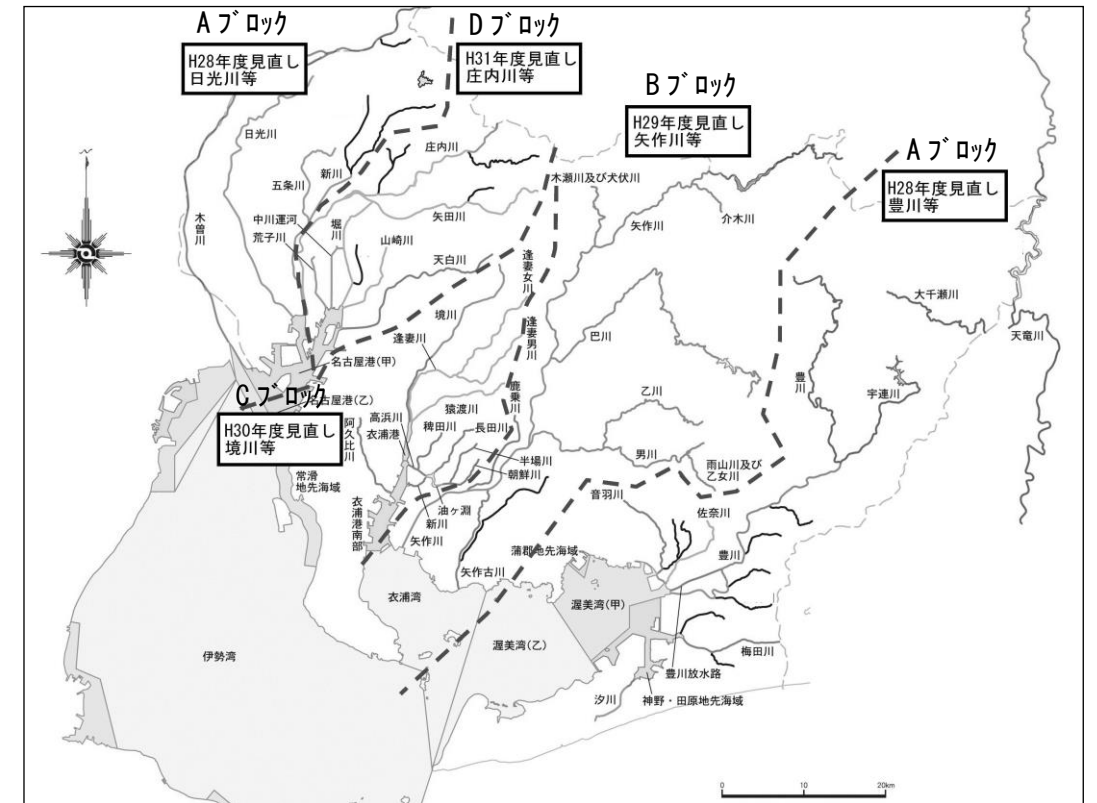 Aブロック
H28年度見直し
日光川等
Dブロック
H31年度見直し
庄内川等
Bブロック
H29年度見直し
矢作川等
Aブロック
H28年度見直し
豊川等
日光川
庄内川
新川
五条川
木瀬川及び犬伏川
中川運河
荒子川
堀川
矢田川
山崎川
木曽川
矢作川
介木川
天白川
逢妻女川
境川
逢妻男川
大千瀬川
天竜川
逢妻川
巴川
豊川
宇連川
名古屋港(甲)
名古屋港(乙)
Cブロック
H30年度見直し
境川等
阿久比川
高浜川
衣浦港
猿渡川
稗田川
長田川
鹿乗川
乙川
半場川
朝鮮川
男川
雨山川及び
乙女川
常滑
地先海域
衣浦港南部
油ヶ淵
新川
矢作川
音羽川
佐奈川
豊川
矢作古川
蒲郡地先海域
衣浦湾
渥美湾(甲)
渥美湾(乙)
伊勢湾
梅田川
豊川放水路
汐川
神野・田原地先海域
0
10
20km